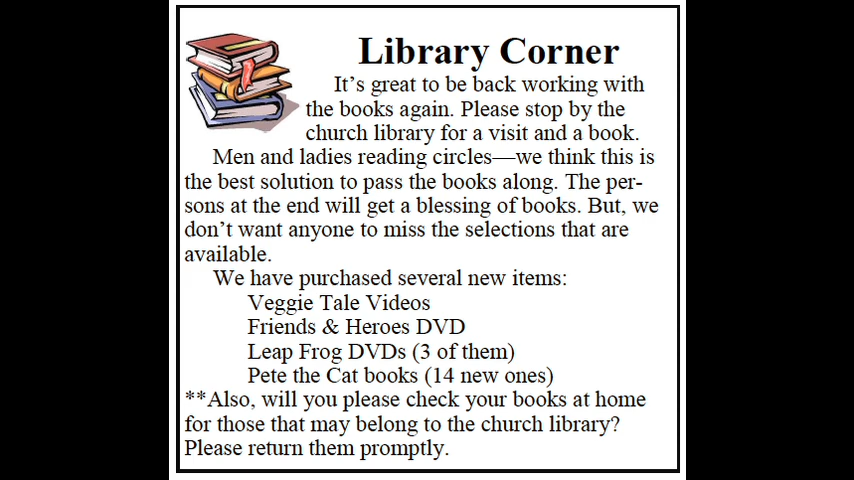 Library Corner
It’s great to be back working with
the books again. Please stop by the
church library for a visit and a book.
Men and ladies reading circles—we think this is
the best solution to pass the books along. The per-
sons at the end will get a blessing of books. But, we
don’t want anyone to miss the selections that are
available.
We have purchased several new items:
Veggie Tale Videos
Friends & Heroes DVD
Leap Frog DVDs (3 of them)
Pete the Cat books (14 new ones)
**Also, will you please check your books at home
for those that may belong to the church library?
Please return them promptly.